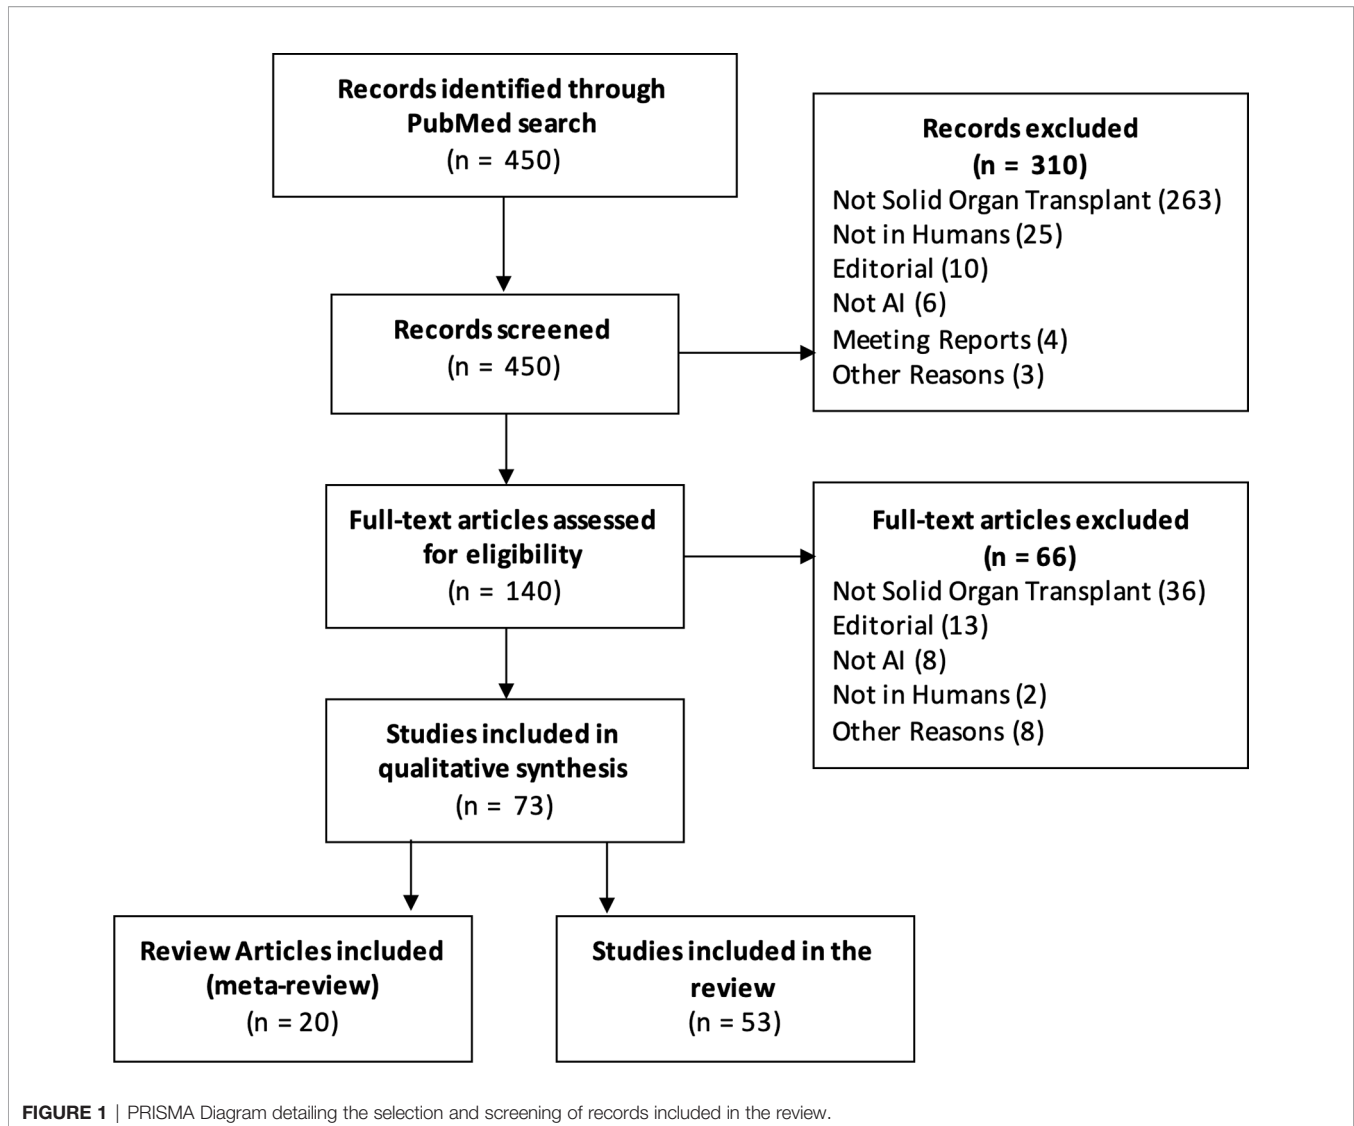 Records identified through
PubMed search
(n = 450)
Records excluded
(n = 310)
Not Solid Organ Transplant (263)
Not in Humans (25)
Editorial (10)
Not AI (6)
Meeting Reports (4)
Other Reasons (3)
Records screened
(n = 450)
Full-text articles assessed
for eligibility
(n = 140)
Full-text articles excluded
(n = 66)
Not Solid Organ Transplant (36)
Editorial (13)
Not AI (8)
Not in Humans (2)
Other Reasons (8)
Studies included in
qualitative synthesis
(n = 73)
Review Articles included
(meta-review)
(n = 20)
Studies included in the
review
(n = 53)
FIGURE 1 | PRISMA Diagram detailing the selection and screening of records included in the review.